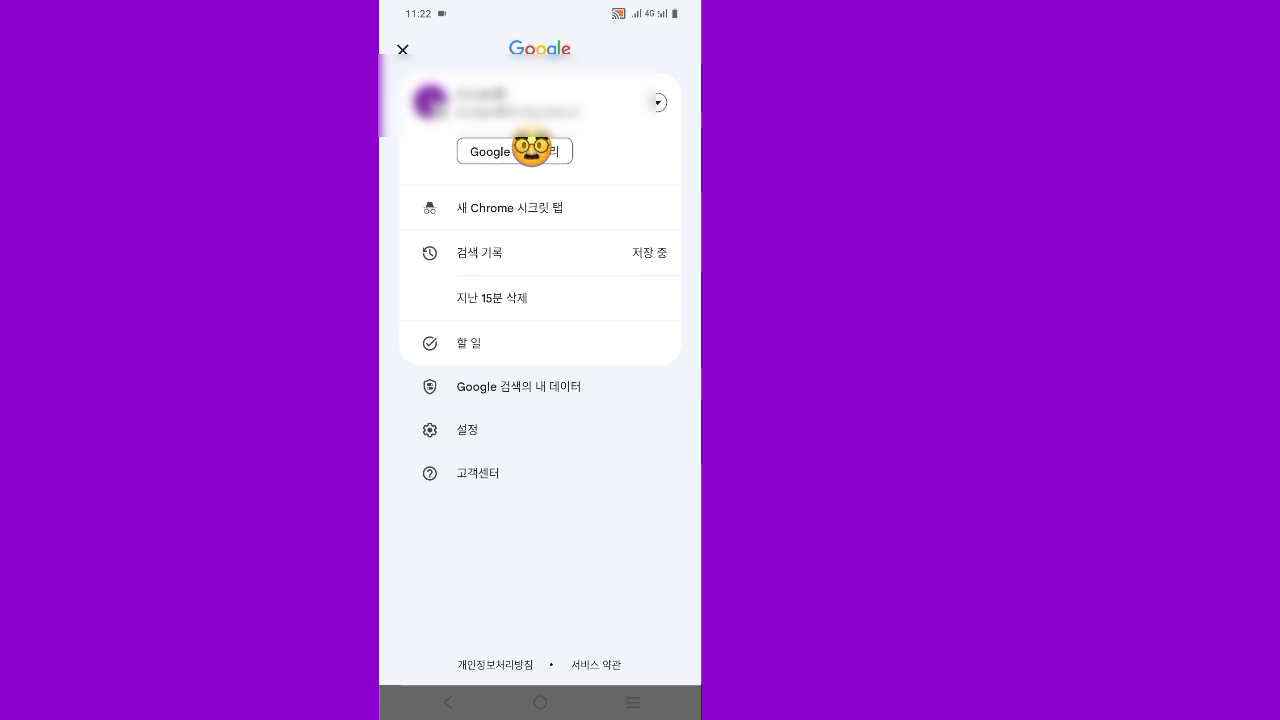 11:22
4G
Google
Google 리
새 Chrome 시크릿 탭
검색 기록 저장 중
지난 15분 삭제
할 일
Google 검색의 내 데이터
설정
고객센터
개인정보처리방침 • 서비스 약관